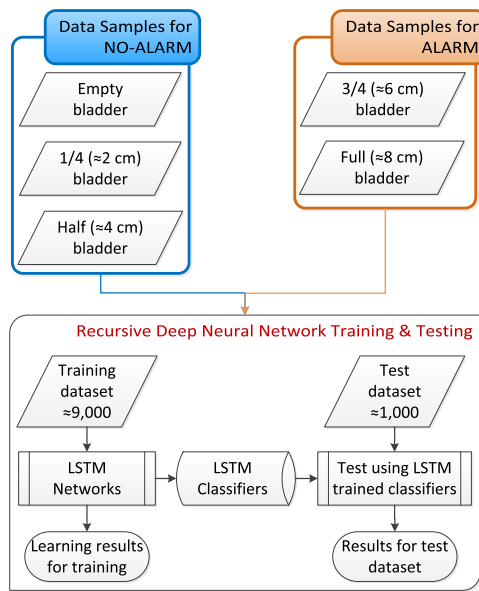 Data Samples for
NO-ALARM
Empty
bladder
1/4 (≈2 cm)
bladder
Half (≈4 cm)
bladder
Data Samples for
ALARM
3/4 (≈6 cm)
bladder
Full (≈8 cm)
bladder
Recursive Deep Neural Network Training & Testing
Training
dataset
≈9,000
Test
dataset
≈1,000
LSTM
Networks
LSTM
Classifiers
Test using LSTM
trained classifiers
Learning results
for training
Results for test
dataset